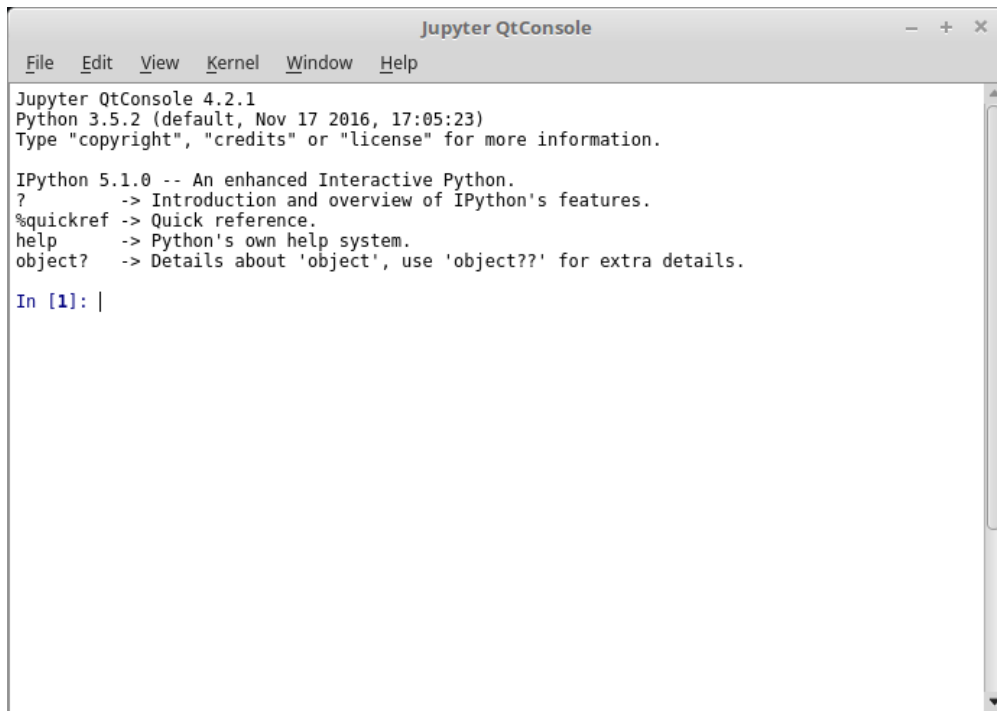 Jupyter QtConsole
File Edit View Kernel Window Help
Jupyter QtConsole 4.2.1
Python 3.5.2 (default, Nov 17 2016, 17:05:23)
Type "copyright", "credits" or "license" for more information.
IPython 5.1.0 -- An enhanced Interactive Python.
?         -> Introduction and overview of IPython's features.
%quickref -> Quick reference.
help      -> Python's own help system.
object?   -> Details about 'object', use 'object??' for extra details.
In [1]: